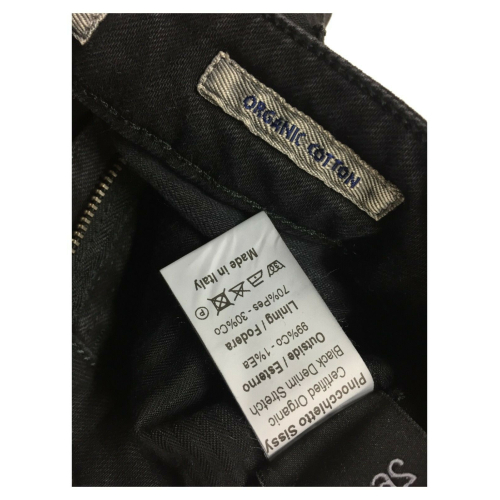 ORGANIC COTTON
Pinocchietto Sissy
Certified Organic
Black Denim Stretch
Outside / Esterno
99%Co - 1%Ea
Lining / Fodera
70%Pes - 30%Co
30 P
Made in Italy